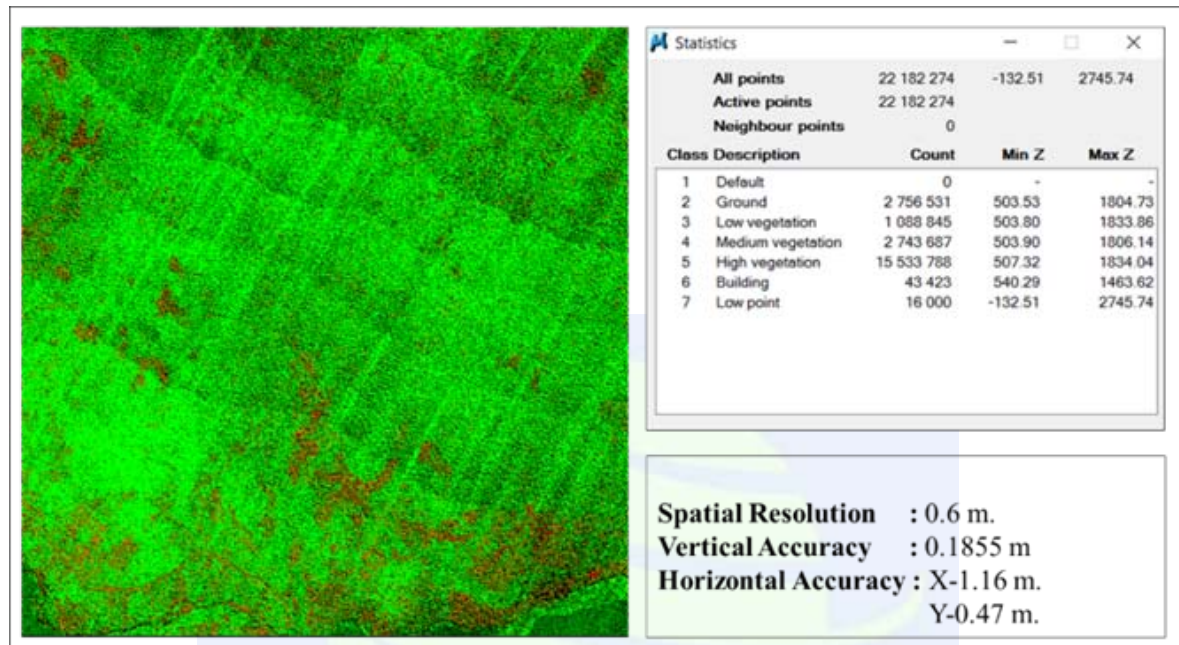 Statistics
All points 22 182 274 -132.51 2745.74
Active points 22 182 274
Neighbour points 0
Class Description Count Min Z Max Z
1 Default 0 - -
2 Ground 2 756 531 503.53 1804.73
3 Low vegetation 1 088 845 503.80 1833.86
4 Medium vegetation 2 743 687 503.90 1806.14
5 High vegetation 15 533 788 507.32 1834.04
6 Building 43 423 540.29 1463.62
7 Low point 16 000 -132.51 2745.74
Spatial Resolution : 0.6 m.
Vertical Accuracy : 0.1855 m
Horizontal Accuracy : X-1.16 m.
Y-0.47 m.